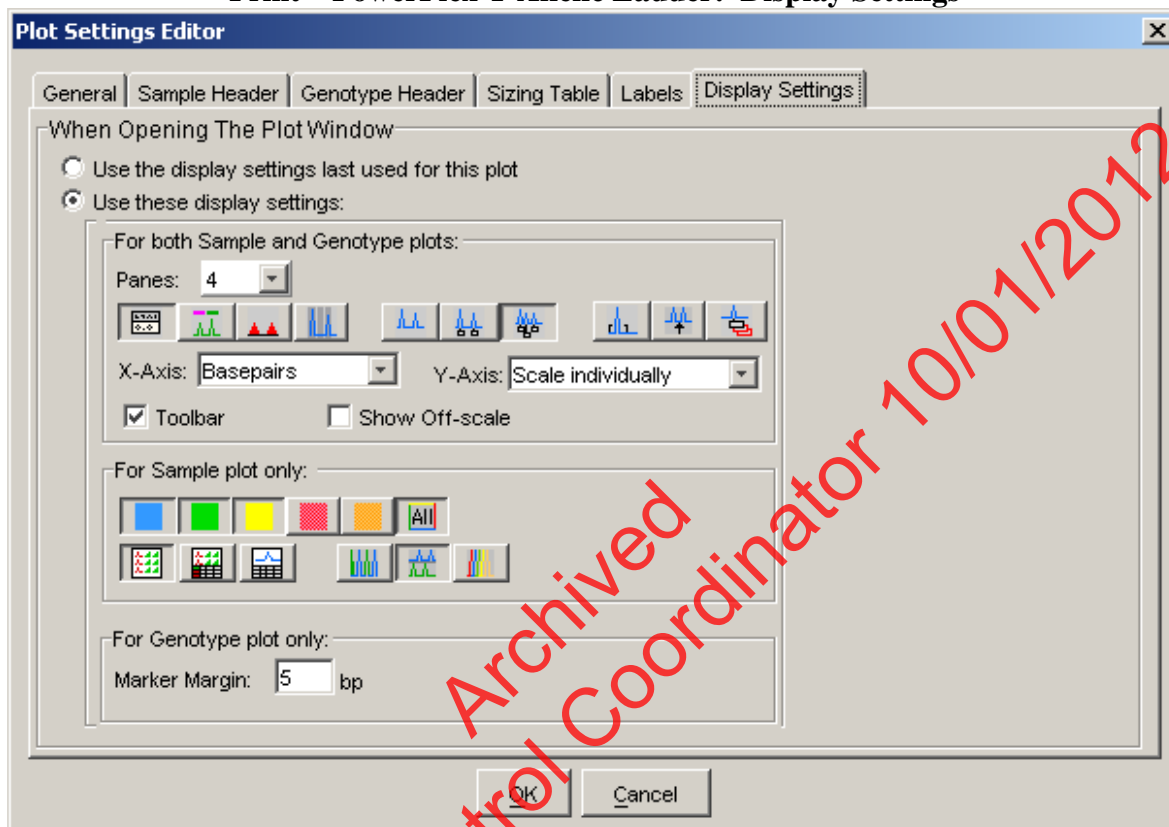 Plot Settings Editor
General Sample Header Genotype Header Sizing Table Labels Display Settings
When Opening The Plot Window
Use the display settings last used for this plot
Use these display settings:
For both Sample and Genotype plots:
Panes: 4
X-Axis: Basepairs Y-Axis: Scale individually
Toolbar Show Off-scale
For Sample plot only:
All
For Genotype plot only:
Marker Margin: 5 bp
OK Cancel
Archived
Coordinator 10/01/2012